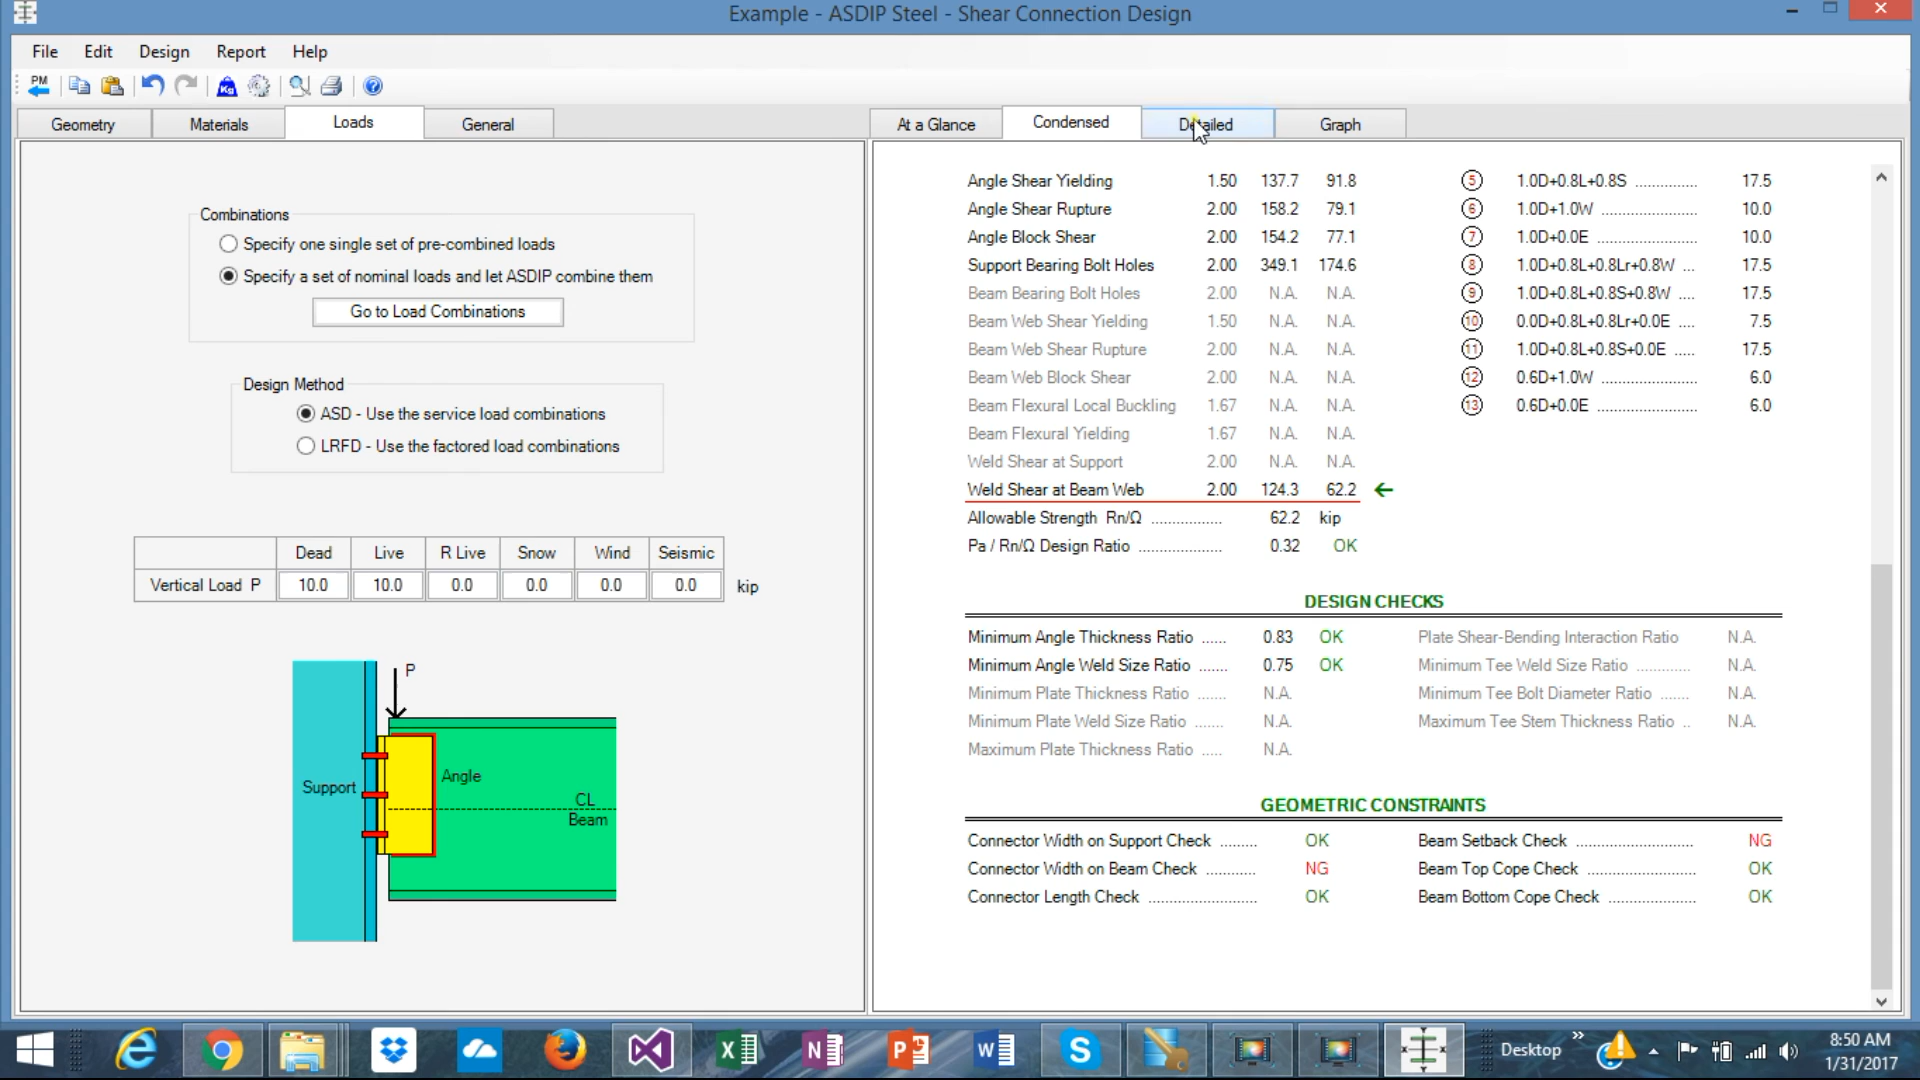 Example - ASDIP Steel - Shear Connection Design
File Edit Design Report Help
PM Kg
Geometry Materials Loads General
Combinations
Specify one single set of pre-combined loads
Specify a set of nominal loads and let ASDIP combine them
Go to Load Combinations
Design Method
ASD - Use the service load combinations
LRFD - Use the factored load combinations
Dead Live R Live Snow Wind Seismic
Vertical Load P 10.0 10.0 0.0 0.0 0.0 0.0 kip
P
Support
Angle
CL
Beam
At a Glance Condensed Detailed Graph
Angle Shear Yielding 1.50 137.7 91.8
Angle Shear Rupture 2.00 158.2 79.1
Angle Block Shear 2.00 154.2 77.1
Support Bearing Bolt Holes 2.00 349.1 174.6
Beam Bearing Bolt Holes 2.00 N.A. N.A.
Beam Web Shear Yielding 1.50 N.A. N.A.
Beam Web Shear Rupture 2.00 N.A. N.A.
Beam Web Block Shear 2.00 N.A. N.A.
Beam Flexural Local Buckling 1.67 N.A. N.A.
Beam Flexural Yielding 1.67 N.A. N.A.
Weld Shear at Support 2.00 N.A. N.A.
Weld Shear at Beam Web 2.00 124.3 62.2
Allowable Strength Rn/Ω ................ 62.2 kip
Pa / Rn/Ω Design Ratio ................... 0.32 OK
5 1.0D+0.8L+0.8S .............. 17.5
6 1.0D+1.0W ..................... 10.0
7 1.0D+0.0E ..................... 10.0
8 1.0D+0.8L+0.8Lr+0.8W ... 17.5
9 1.0D+0.8L+0.8S+0.8W .... 17.5
10 0.0D+0.8L+0.8Lr+0.0E .... 7.5
11 1.0D+0.8L+0.8S+0.0E ..... 17.5
12 0.6D+1.0W ..................... 6.0
13 0.6D+0.0E ...................... 6.0
DESIGN CHECKS
Minimum Angle Thickness Ratio ...... 0.83 OK
Minimum Angle Weld Size Ratio ....... 0.75 OK
Minimum Plate Thickness Ratio ....... N.A.
Minimum Plate Weld Size Ratio ....... N.A.
Maximum Plate Thickness Ratio ..... N.A.
Plate Shear-Bending Interaction Ratio N.A.
Minimum Tee Weld Size Ratio ............ N.A.
Minimum Tee Bolt Diameter Ratio ....... N.A.
Maximum Tee Stem Thickness Ratio .. N.A.
GEOMETRIC CONSTRAINTS
Connector Width on Support Check ......... OK
Connector Width on Beam Check ............ NG
Connector Length Check .......................... OK
Beam Setback Check ............................ NG
Beam Top Cope Check .......................... OK
Beam Bottom Cope Check ..................... OK
Desktop
8:50 AM
1/31/2017